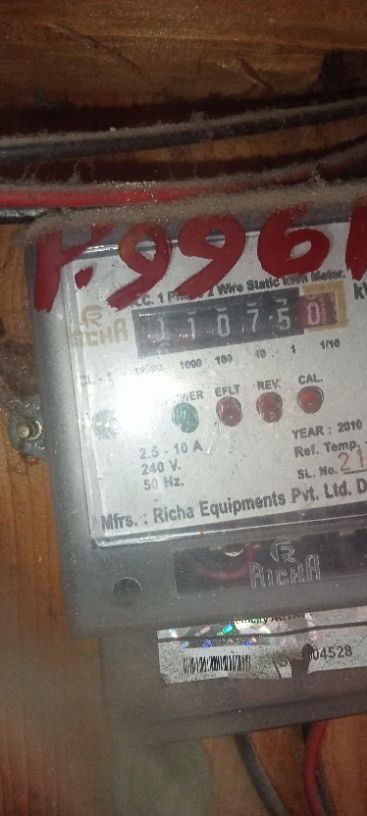 A.C. 1 Phase 2 Wire Static kWh Meter.
RICHA
110750
10000 1000 100 10 1 1/10
POWER EFLT REV. CAL.
2.5 - 10 A
240 V.
50 Hz.
YEAR : 2010
Ref. Temp.
SL. No. 21
Mfrs. : Richa Equipments Pvt. Ltd. D
RICHA
04528